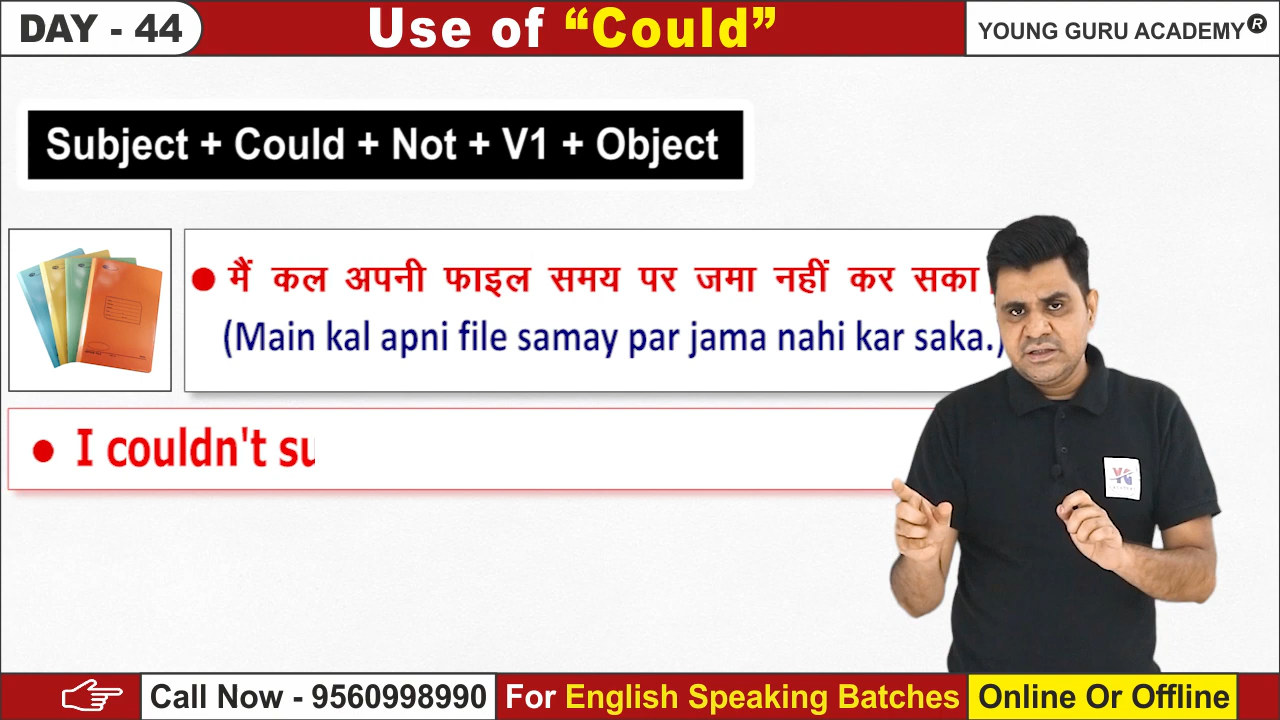 DAY - 44
Use of “Could”
YOUNG GURU ACADEMY®
Subject + Could + Not + V1 + Object
● मैं कल अपनी फाइल समय पर जमा नहीं कर सका
(Main kal apni file samay par jama nahi kar saka.)
● I couldn't su
Call Now - 9560998990 For English Speaking Batches Online Or Offline